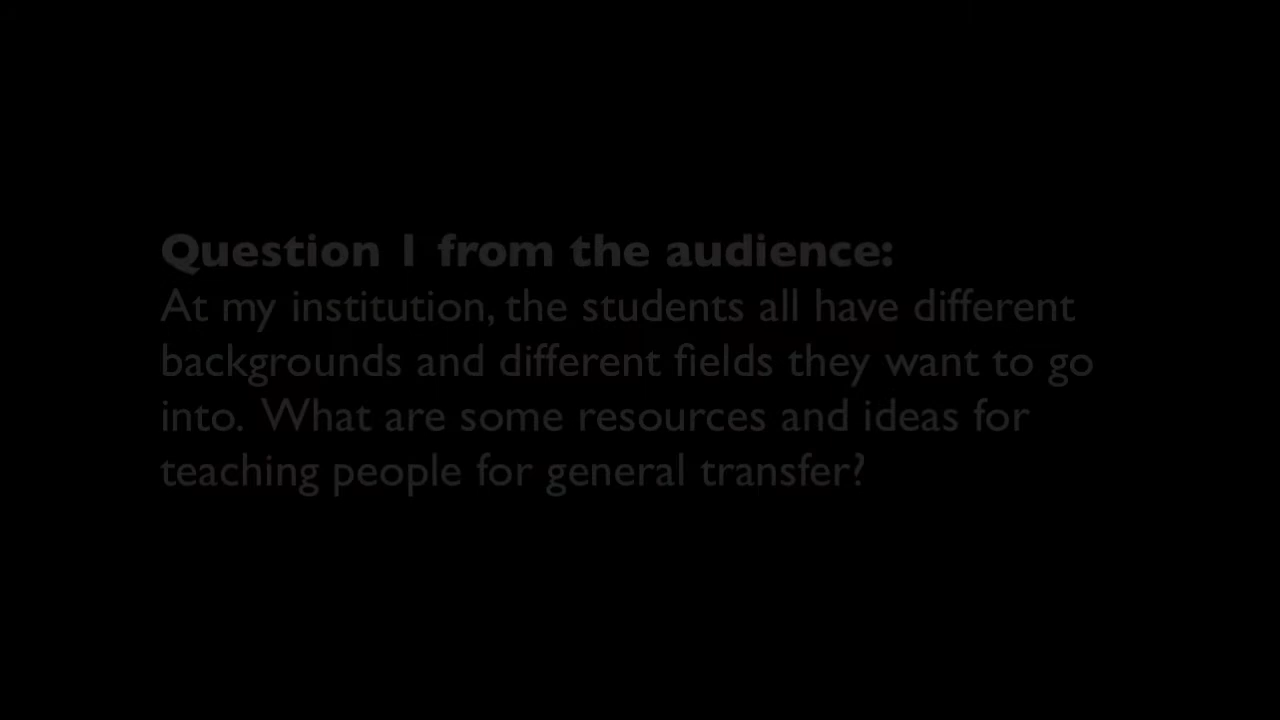 Question 1 from the audience:
At my institution, the students all have different
backgrounds and different fields they want to go
into.  What are some resources and ideas for
teaching people for general transfer?